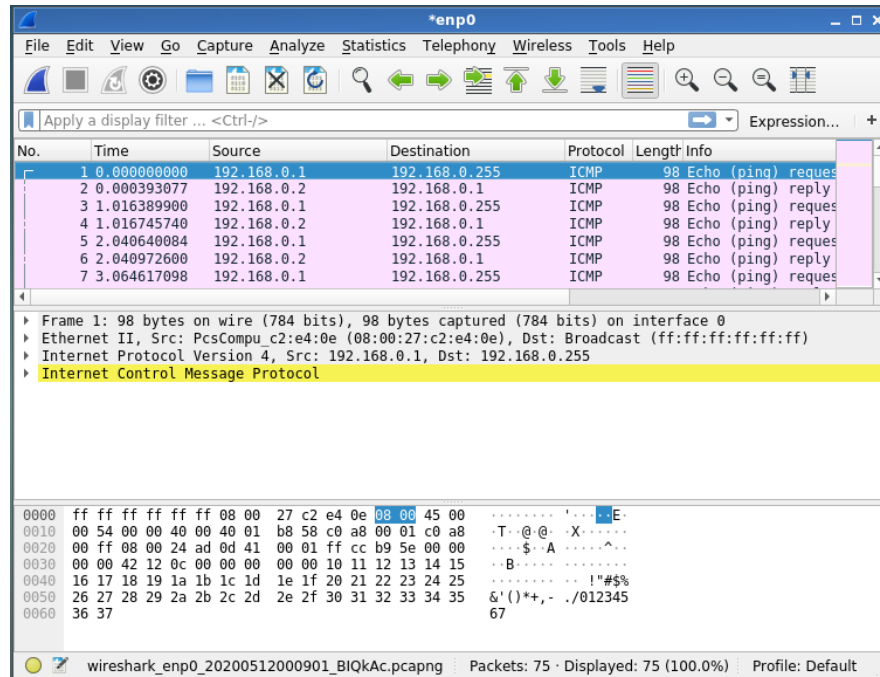 *enp0
File Edit View Go Capture Analyze Statistics Telephony Wireless Tools Help
Apply a display filter ... <Ctrl-/> Expression... +
No. Time Source Destination Protocol Length Info
1 0.000000000 192.168.0.1 192.168.0.255 ICMP 98 Echo (ping) reques
2 0.000393077 192.168.0.2 192.168.0.1 ICMP 98 Echo (ping) reply
3 1.016389900 192.168.0.1 192.168.0.255 ICMP 98 Echo (ping) reques
4 1.016745740 192.168.0.2 192.168.0.1 ICMP 98 Echo (ping) reply
5 2.040640084 192.168.0.1 192.168.0.255 ICMP 98 Echo (ping) reques
6 2.040972600 192.168.0.2 192.168.0.1 ICMP 98 Echo (ping) reply
7 3.064617098 192.168.0.1 192.168.0.255 ICMP 98 Echo (ping) reques
Frame 1: 98 bytes on wire (784 bits), 98 bytes captured (784 bits) on interface 0
Ethernet II, Src: PcsCompu_c2:e4:0e (08:00:27:c2:e4:0e), Dst: Broadcast (ff:ff:ff:ff:ff:ff)
Internet Protocol Version 4, Src: 192.168.0.1, Dst: 192.168.0.255
Internet Control Message Protocol
0000 ff ff ff ff ff ff 08 00 27 c2 e4 0e 08 00 45 00 ········ '·····E·
0010 00 54 00 00 40 00 40 01 b8 58 c0 a8 00 01 c0 a8 ·T··@·@· ·X······
0020 00 ff 08 00 24 ad 0d 41 00 01 ff cc b9 5e 00 00 ····$··A ·····^··
0030 00 00 42 12 0c 00 00 00 00 00 10 11 12 13 14 15 ··B····· ········
0040 16 17 18 19 1a 1b 1c 1d 1e 1f 20 21 22 23 24 25 ········ ·· !"#$%
0050 26 27 28 29 2a 2b 2c 2d 2e 2f 30 31 32 33 34 35 &'()*+,- ./012345
0060 36 37 67
wireshark_enp0_20200512000901_BIQkAc.pcapng Packets: 75 · Displayed: 75 (100.0%) Profile: Default